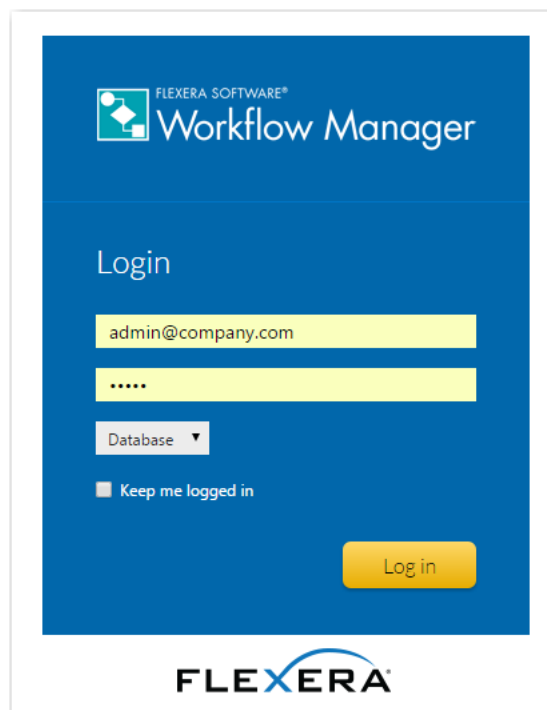 FLEXERA SOFTWARE®
Workflow Manager
Login
admin@company.com
•••••
Database ▼
Keep me logged in
Log in
FLEXERA